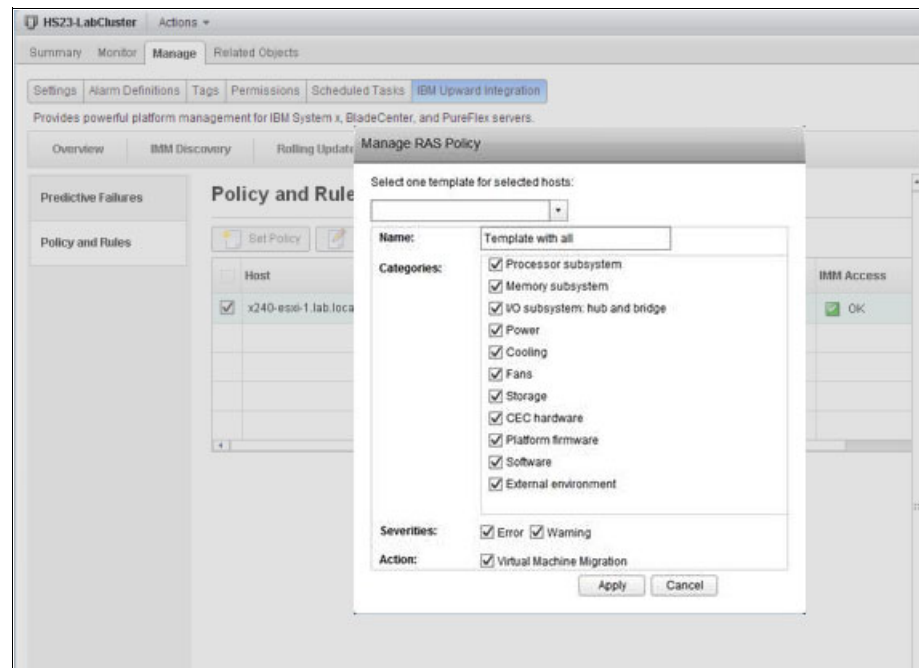 HS23-LabCluster Actions
Summary Monitor Manage Related Objects
Settings Alarm Definitions Tags Permissions Scheduled Tasks IBM Upward Integration
Provides powerful platform management for IBM System x, BladeCenter, and PureFlex servers.
Overview IMM Discovery Rolling Update
Manage RAS Policy
Select one template for selected hosts:
Predictive Failures
Policy and Rules
Policy and Rule
Set Policy
Host
IMM Access
x240-esxi-1.lab.loca
OK
Name: Template with all
Categories: Processor subsystem
Memory subsystem
I/O subsystem: hub and bridge
Power
Cooling
Fans
Storage
CEC hardware
Platform firmware
Software
External environment
Severities: Error Warning
Action: Virtual Machine Migration
Apply Cancel